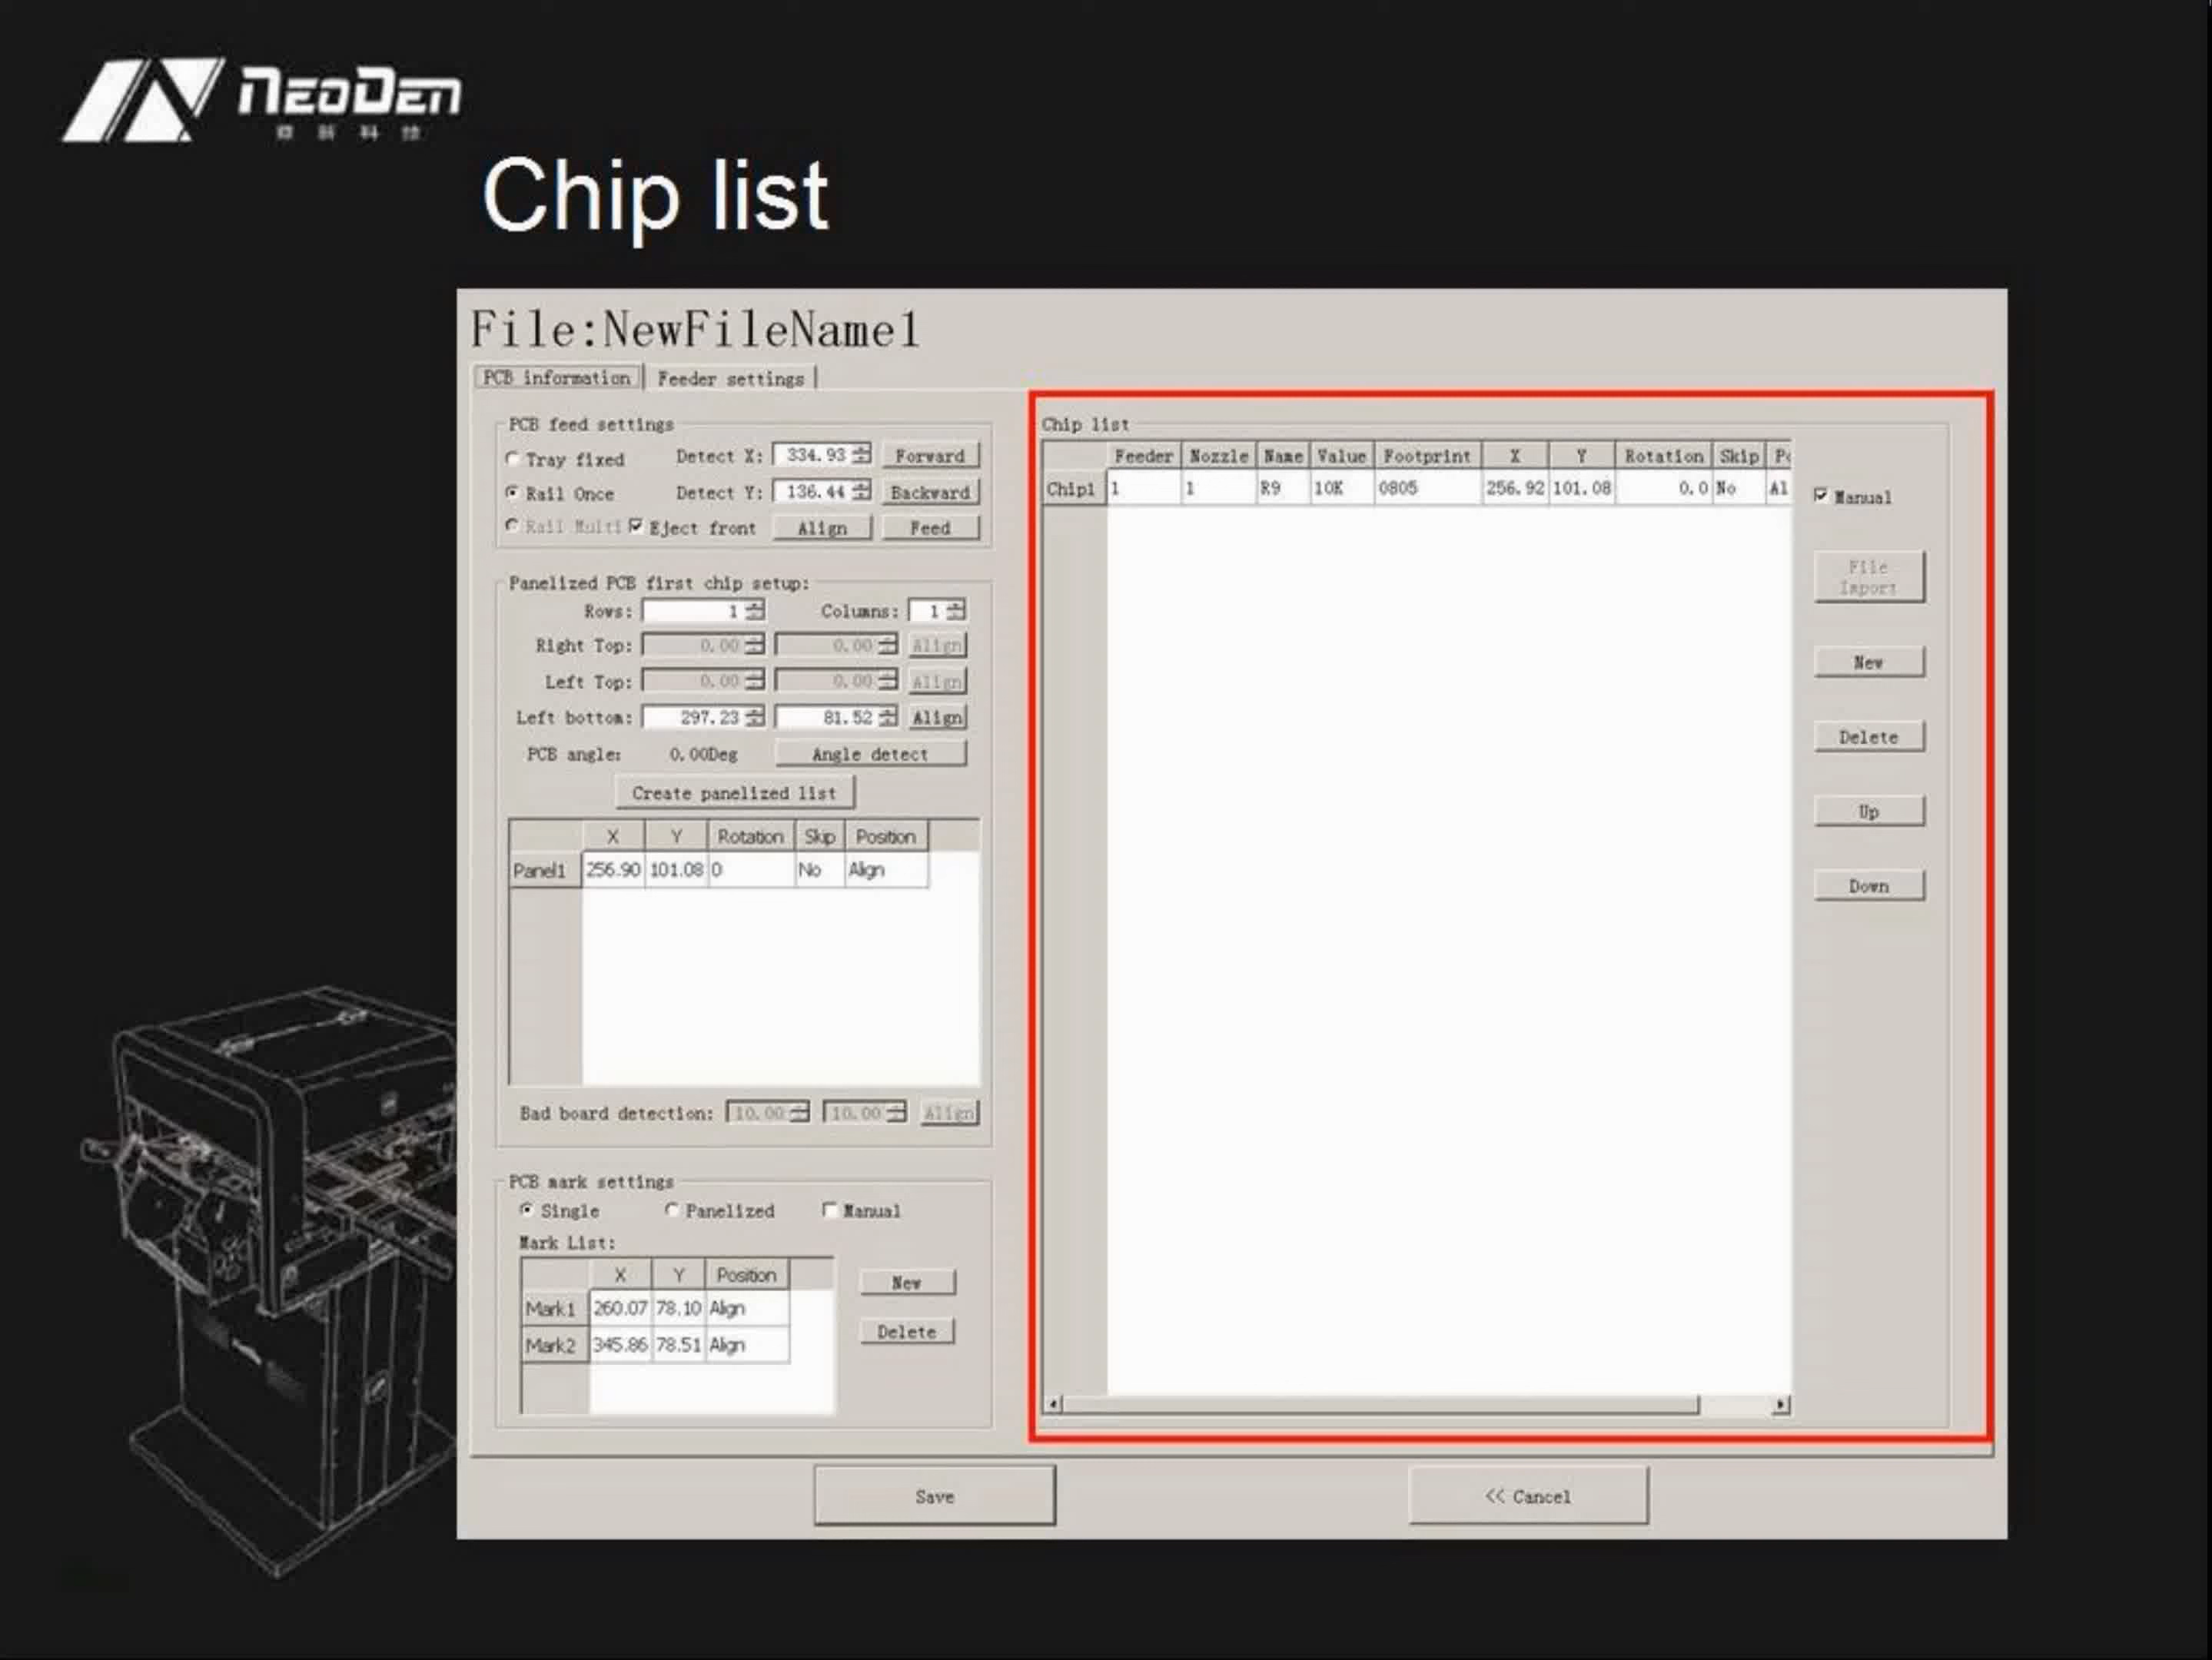 NEODEN
Chip list
File:NewFileName1
PCB information
Feeder settings
PCB feed settings
Tray fixed Detect X: 334.93 Forward
Rail Once Detect Y: 136.44 Backward
Rail Multi Eject front Align Feed
Panelized PCB first chip setup:
Rows: 1 Columns: 1
Right Top: 0.00 0.00 Align
Left Top: 0.00 0.00 Align
Left bottom: 297.23 81.52 Align
PCB angle: 0.00Deg Angle detect
Create panelized list
X Y Rotation Skip Position
Panel1 256.90 101.08 0 No Align
Bad board detection: 10.00 10.00 Align
PCB mark settings
Single Panelized Manual
Mark List:
X Y Position
Mark1 260.07 78.10 Align
Mark2 345.86 78.51 Align
New
Delete
Chip list
Feeder Nozzle Name Value Footprint X Y Rotation Skip
Chip1 1 1 R9 10K 0805 256.92 101.08 0.0 No Al
Manual
File
Import
New
Delete
Up
Down
Save
<< Cancel